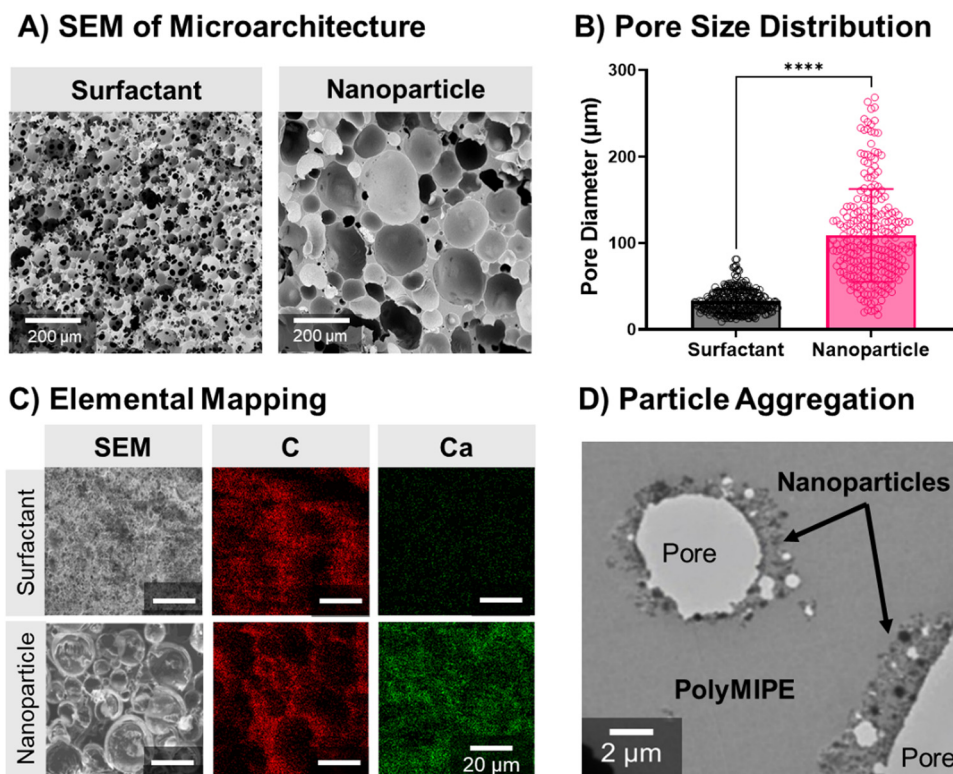 A) SEM of Microarchitecture
Surfactant
Nanoparticle
200 µm
200 µm
B) Pore Size Distribution
****
Pore Diameter (µm)
300
200
100
0
Surfactant
Nanoparticle
C) Elemental Mapping
SEM
C
Ca
Surfactant
Nanoparticle
20 µm
D) Particle Aggregation
Nanoparticles
Pore
PolyMIPE
2 µm
Pore